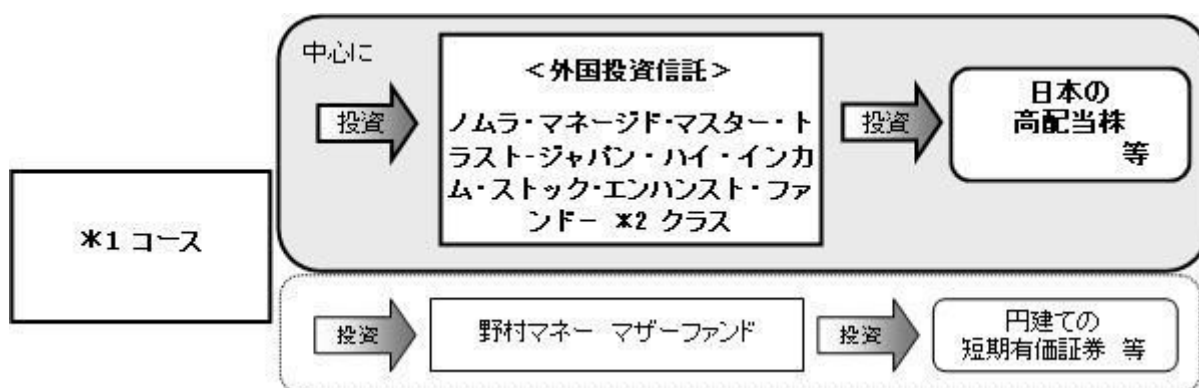 中心に
投資
＜外国投資信託＞
ノムラ・マネージド・マスター・ト
ラスト-ジャパン・ハイ・インカ
ム・ストック・エンハンスト・ファ
ンドー ＊2 クラス
投資
日本の
高配当株
等
＊1 コース
投資
野村マネー マザーファンド
投資
円建ての
短期有価証券 等